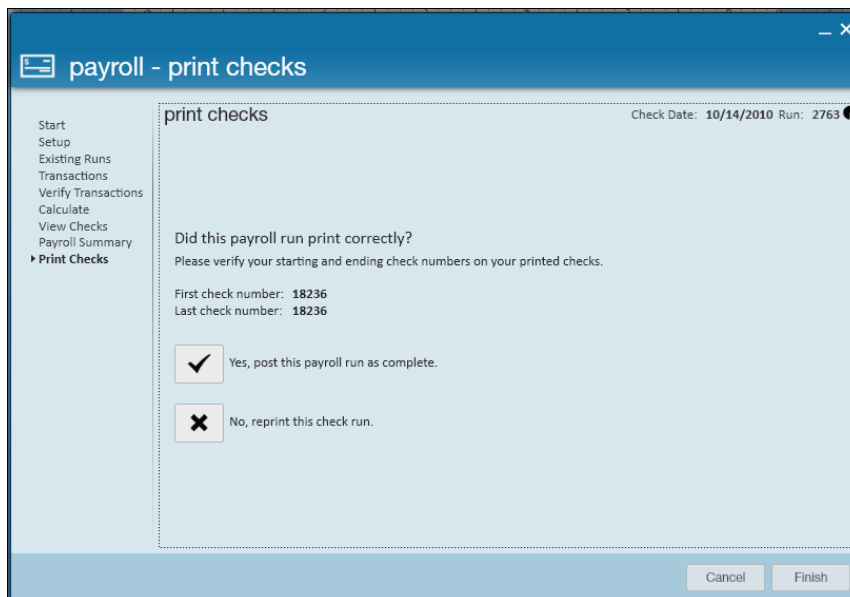 payroll - print checks
Start
Setup
Existing Runs
Transactions
Verify Transactions
Calculate
View Checks
Payroll Summary
Print Checks
print checks
Check Date: 10/14/2010 Run: 2763
Did this payroll run print correctly?
Please verify your starting and ending check numbers on your printed checks.
First check number: 18236
Last check number: 18236
Yes, post this payroll run as complete.
No, reprint this check run.
Cancel
Finish